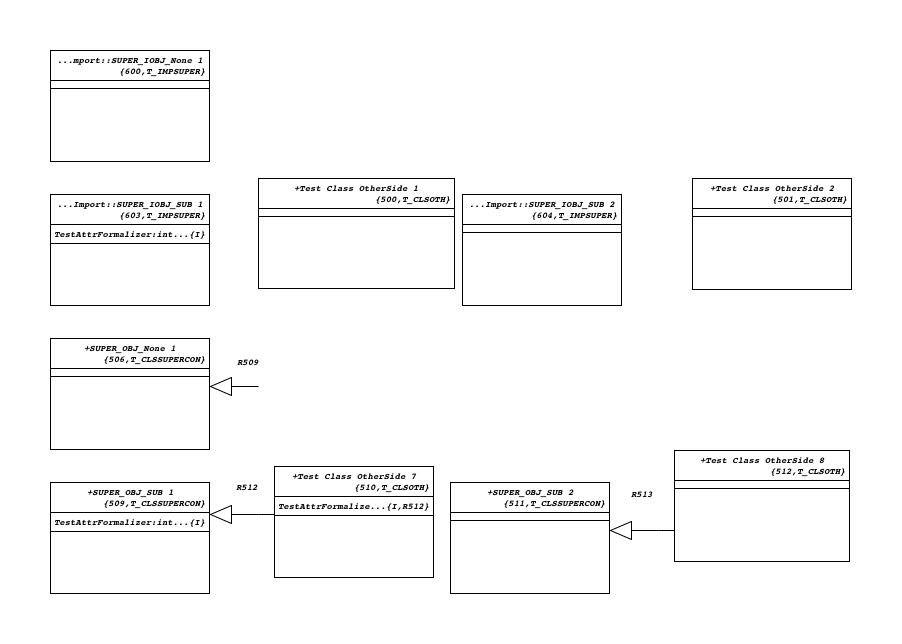 ...mport::SUPER_IOBJ_None 1
{600,T_IMPSUPER}
...Import::SUPER_IOBJ_SUB 1
{603,T_IMPSUPER}
TestAttrFormalizer:int...{I}
+Test Class OtherSide 1
{500,T_CLSOTH}
...Import::SUPER_IOBJ_SUB 2
{604,T_IMPSUPER}
+Test Class OtherSide 2
{501,T_CLSOTH}
+SUPER_OBJ_None 1
{506,T_CLSSUPERCON}
R509
+SUPER_OBJ_SUB 1
{509,T_CLSSUPERCON}
TestAttrFormalizer:int...{I}
R512
+Test Class OtherSide 7
{510,T_CLSOTH}
TestAttrFormalize...{I,R512}
+SUPER_OBJ_SUB 2
{511,T_CLSSUPERCON}
R513
+Test Class OtherSide 8
{512,T_CLSOTH}